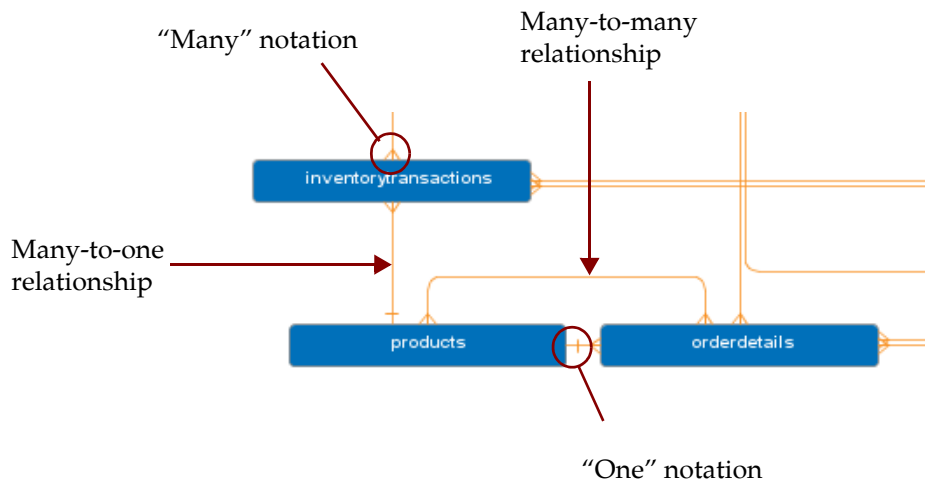 Many-to-many
relationship
“Many” notation
inventorytransactions
Many-to-one
relationship
products
orderdetails
“One” notation